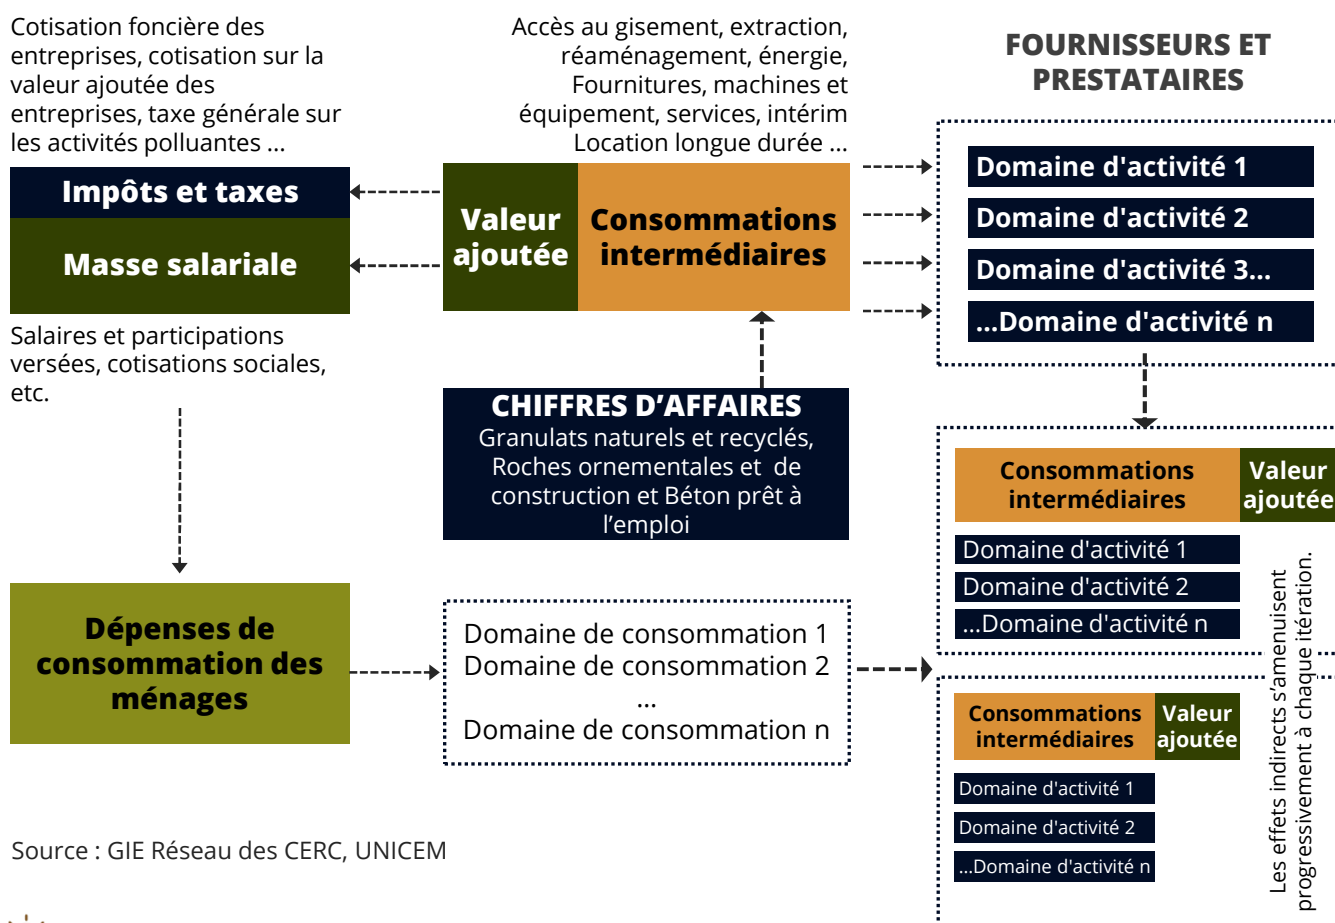 Cotisation foncière des
entreprises, cotisation sur la
valeur ajoutée des
entreprises, taxe générale sur
les activités polluantes ...
Impôts et taxes
Masse salariale
Salaires et participations
versées, cotisations sociales,
etc.
Accès au gisement, extraction,
réaménagement, énergie,
Fournitures, machines et
équipement, services, intérim
Location longue durée ...
Valeur
ajoutée
Consommations
intermédiaires
CHIFFRES D’AFFAIRES
Granulats naturels et recyclés,
Roches ornementales et de
construction et Béton prêt à
l’emploi
FOURNISSEURS ET
PRESTATAIRES
Domaine d'activité 1
Domaine d'activité 2
Domaine d'activité 3...
...Domaine d'activité n
Consommations
intermédiaires
Valeur
ajoutée
Domaine d'activité 1
Domaine d'activité 2
...Domaine d'activité n
Dépenses de
consommation des
ménages
Domaine de consommation 1
Domaine de consommation 2
...
Domaine de consommation n
Consommations
intermédiaires
Valeur
ajoutée
Domaine d'activité 1
Domaine d'activité 2
...Domaine d'activité n
Les effets indirects s’amenuisent
progressivement à chaque itération.
Source : GIE Réseau des CERC, UNICEM